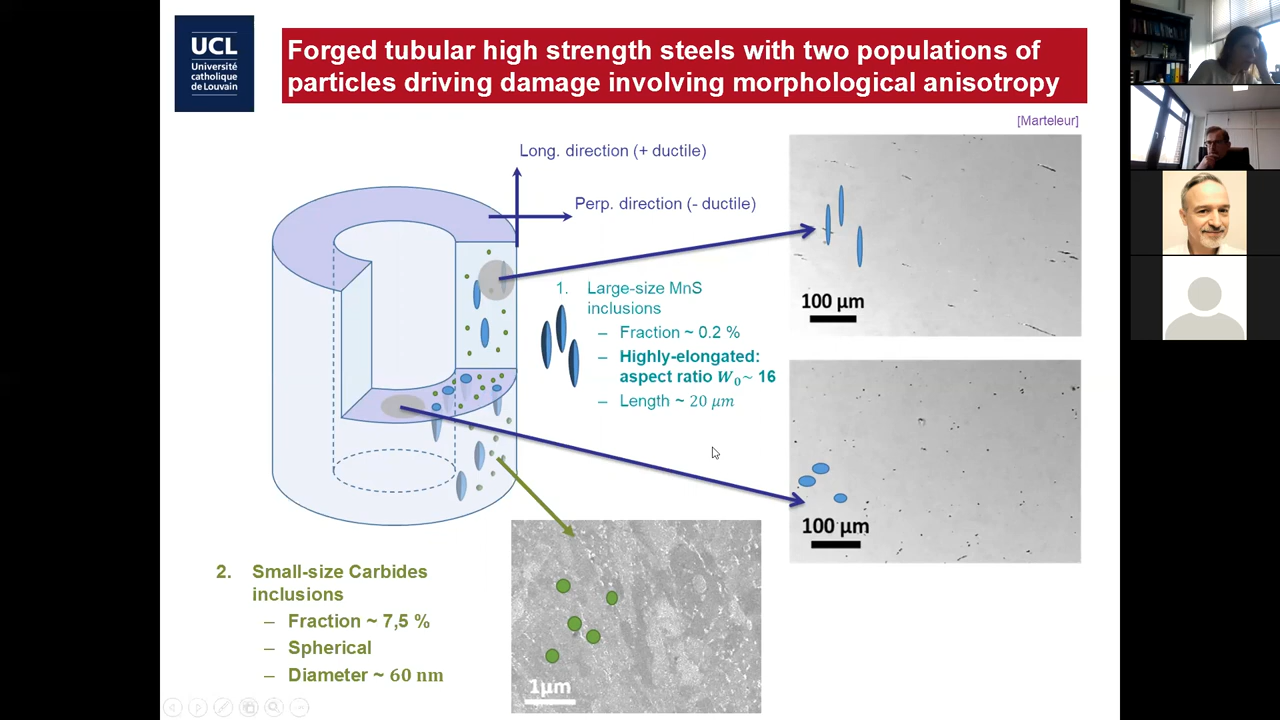 UCL
Université
catholique
de Louvain
Forged tubular high strength steels with two populations of
particles driving damage involving morphological anisotropy
[Marteleur]
Long. direction (+ ductile)
Perp. direction (- ductile)
1. Large-size MnS
inclusions
– Fraction ~ 0.2 %
– Highly-elongated:
aspect ratio W₀~ 16
– Length ~ 20 μm
100 μm
100 μm
2. Small-size Carbides
inclusions
– Fraction ~ 7,5 %
– Spherical
– Diameter ~ 60 nm
1μm